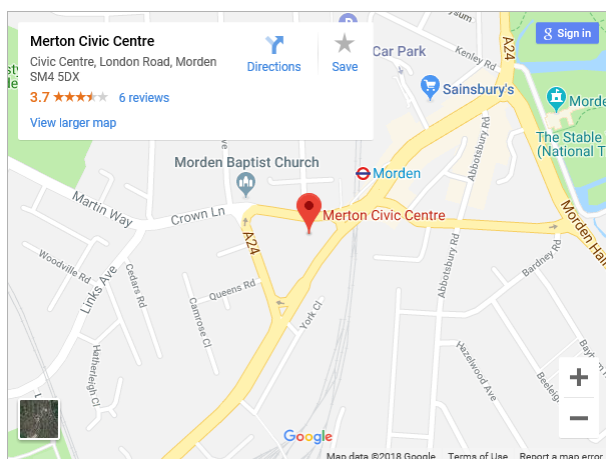 Merton Civic Centre
Civic Centre, London Road, Morden
SM4 5DX
3.7
6 reviews
View larger map
Directions
Save
Sign in
Car Park
Kenley Rd
A24
Sainsbury's
The Stable
(National T
Abbotsbury Rd
Morden Baptist Church
Morden
Martin Way
Crown Ln
Merton Civic Centre
Morden Hall
A24
Bardney Rd
Woodville Rd
Links Ave
Cedars Rd
Queens Rd
Abbotsbury Rd
Camrose Cl
York Cl
Hatherleigh Cl
Hazelwood Ave
Google
Map data ©2018 Google
Terms of Use
Report a map error